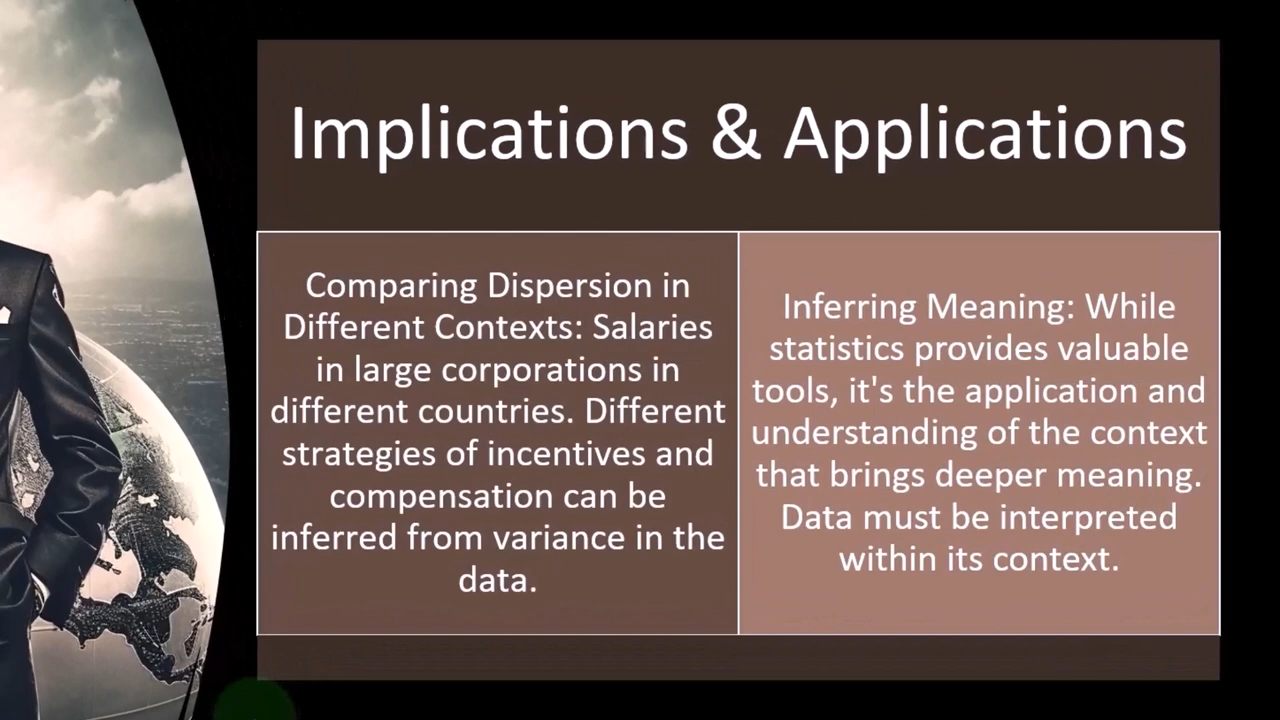 Implications & Applications
Comparing Dispersion in
Different Contexts: Salaries
in large corporations in
different countries. Different
strategies of incentives and
compensation can be
inferred from variance in the
data.
Inferring Meaning: While
statistics provides valuable
tools, it's the application and
understanding of the context
that brings deeper meaning.
Data must be interpreted
within its context.